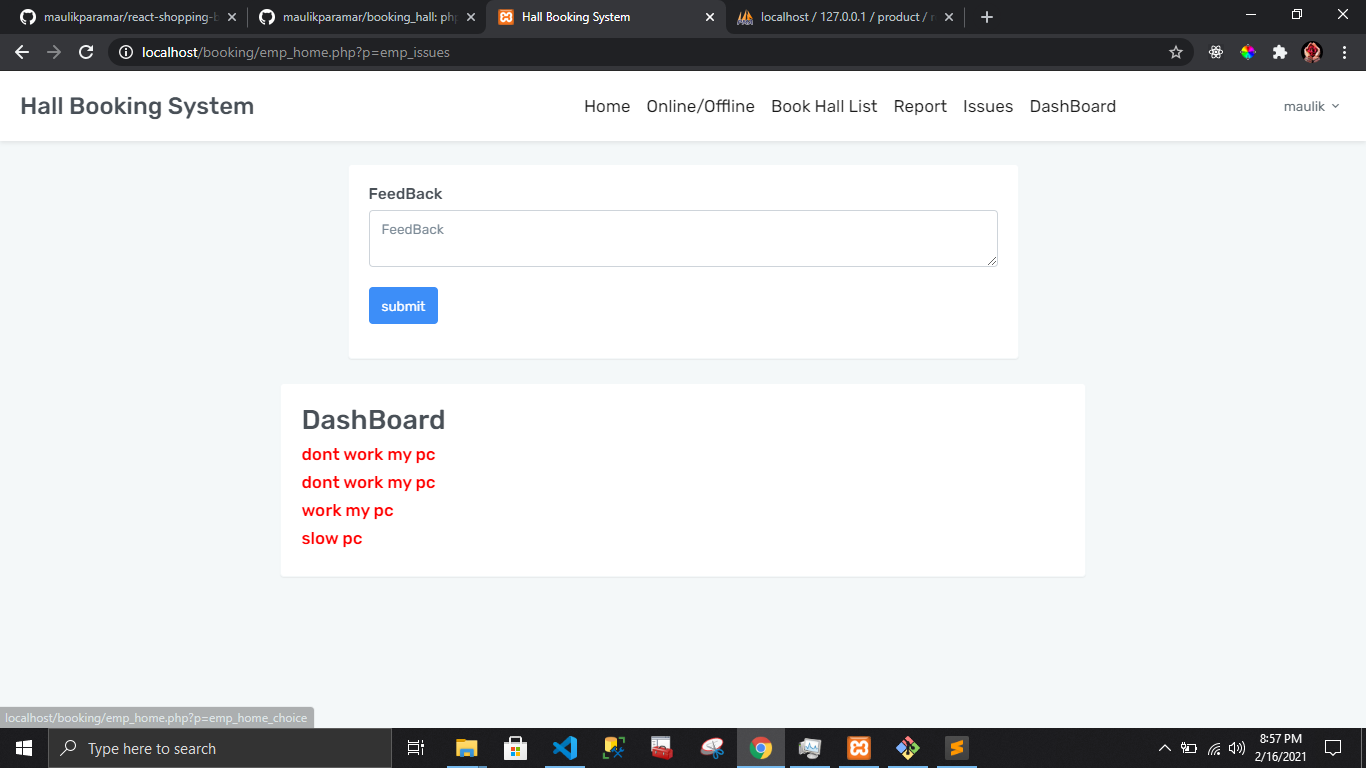 maulikparamar/react-shopping-b
maulikparamar/booking_hall: php
Hall Booking System
localhost / 127.0.0.1 / product /
localhost/booking/emp_home.php?p=emp_issues
Hall Booking System
Home Online/Offline Book Hall List Report Issues DashBoard
maulik
FeedBack
FeedBack
submit
DashBoard
dont work my pc
dont work my pc
work my pc
slow pc
localhost/booking/emp_home.php?p=emp_home_choice
Type here to search
8:57 PM
2/16/2021